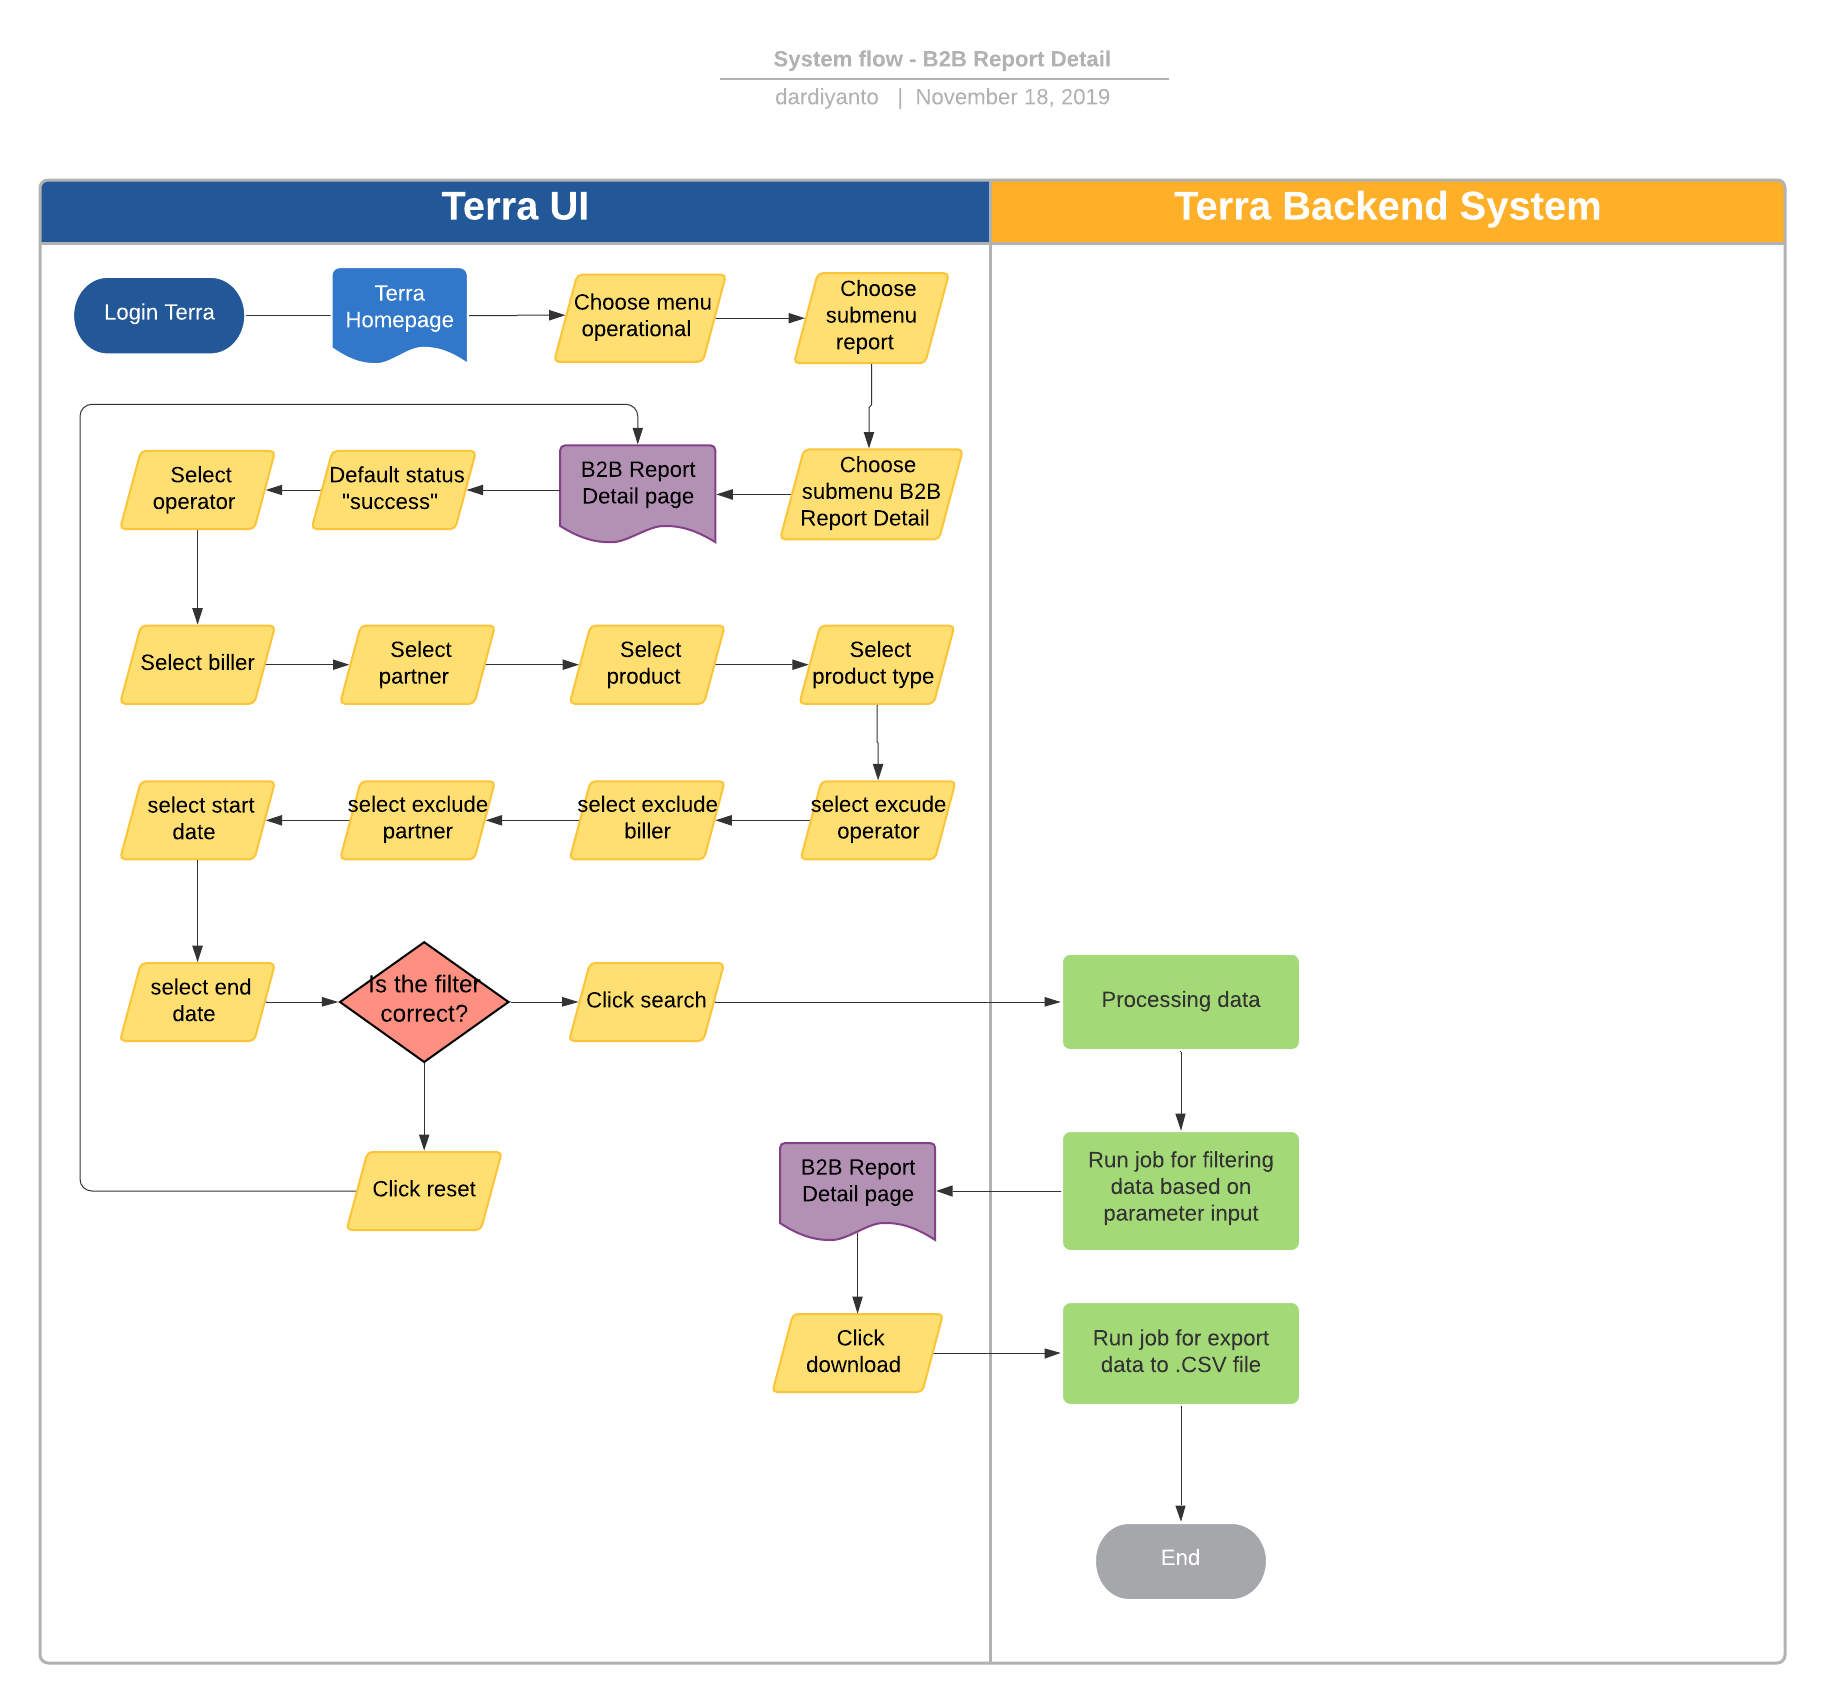 System flow - B2B Report Detail
dardiyanto | November 18, 2019
Terra UI
Terra Backend System
Login Terra
Terra
Homepage
Choose menu
operational
Choose
submenu
report
Select
operator
Default status
"success"
B2B Report
Detail page
Choose
submenu B2B
Report Detail
Select biller
Select
partner
Select
product
Select
product type
select start
date
select exclude
partner
select exclude
biller
select excude
operator
select end
date
Is the filter
correct?
Click search
Processing data
Click reset
B2B Report
Detail page
Run job for filtering
data based on
parameter input
Click
download
Run job for export
data to .CSV file
End